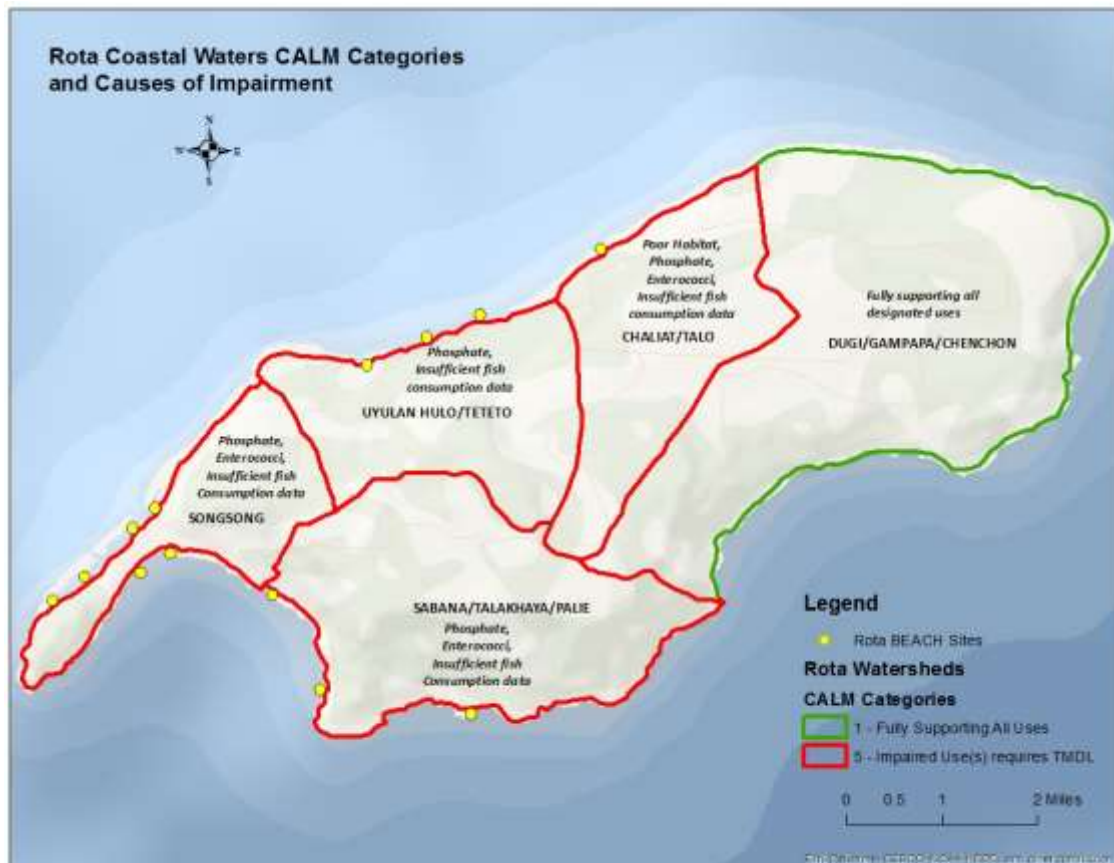 Rota Coastal Waters CALM Categories
and Causes of Impairment
N
W
E
S
Poor Habitat,
Phosphate,
Enterococci,
Insufficient fish
consumption data
CHALIAT/TALO
Fully supporting all
designated uses
DUGI/GAMPAPA/CHENCHON
Phosphate,
Insufficient fish
consumption data
UYULAN HULO/TETETO
Phosphate,
Enterococci,
Insufficient fish
Consumption data
SONGSONG
SABANA/TALAKHAYA/PALIE
Phosphate,
Enterococci,
Insufficient fish
Consumption data
Legend
Rota BEACH Sites
Rota Watersheds
CALM Categories
1 - Fully Supporting All Uses
5 - Impaired Use(s) requires TMDL
0 0.5 1 2 Miles